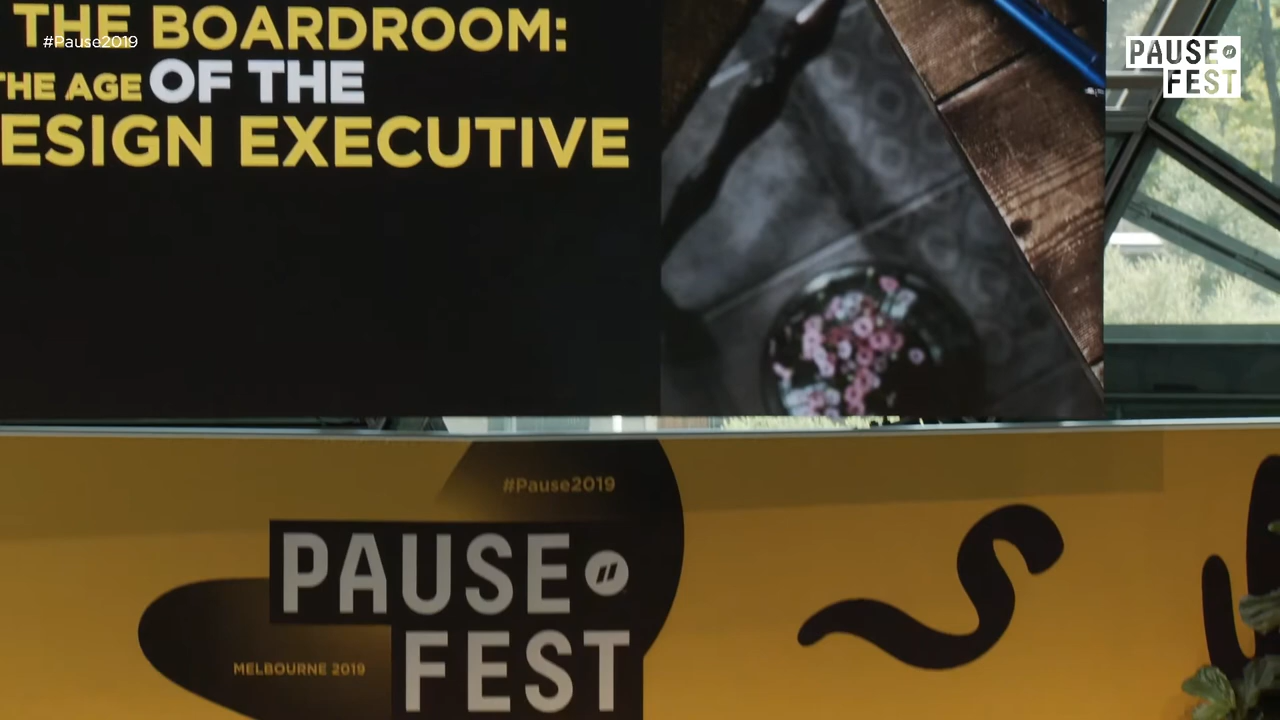 THE BOARDROOM:
#Pause2019
THE AGE OF THE
ESIGN EXECUTIVE
PAUSE
FEST
#Pause2019
PAUSE
FEST
MELBOURNE 2019